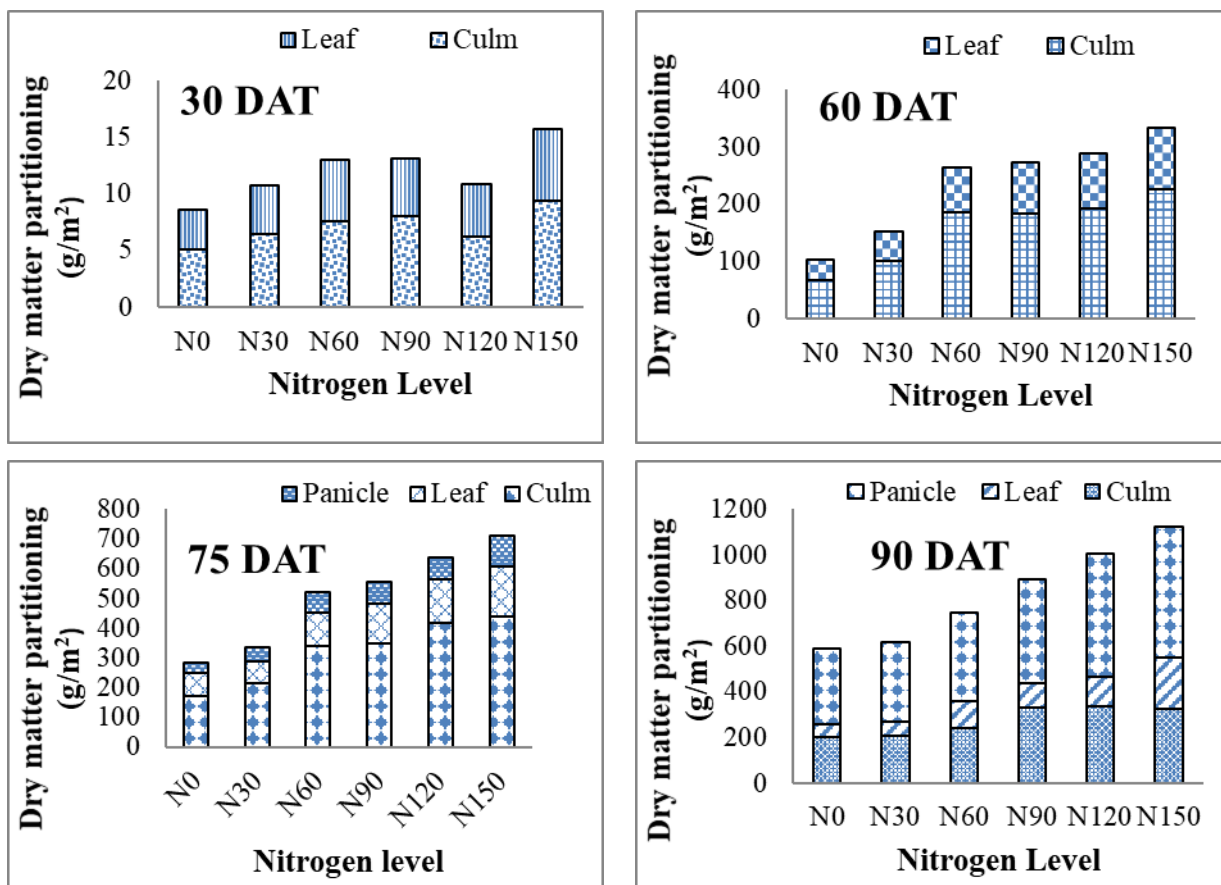 Leaf Culm
Dry matter partitioning
(g/m²)
30 DAT
20
15
10
5
0
N0 N30 N60 N90 N120 N150
Nitrogen Level
Leaf Culm
Dry matter partitioning
(g/m²)
60 DAT
400
300
200
100
0
N0 N30 N60 N90 N120 N150
Nitrogen Level
Panicle Leaf Culm
Dry matter partitioning
(g/m²)
75 DAT
800
700
600
500
400
300
200
100
0
N0 N30 N60 N90 N120 N150
Nitrogen level
Panicle Leaf Culm
Dry matter partitioning
(g/m²)
90 DAT
1200
1000
800
600
400
200
0
N0 N30 N60 N90 N120 N150
Nitrogen Level